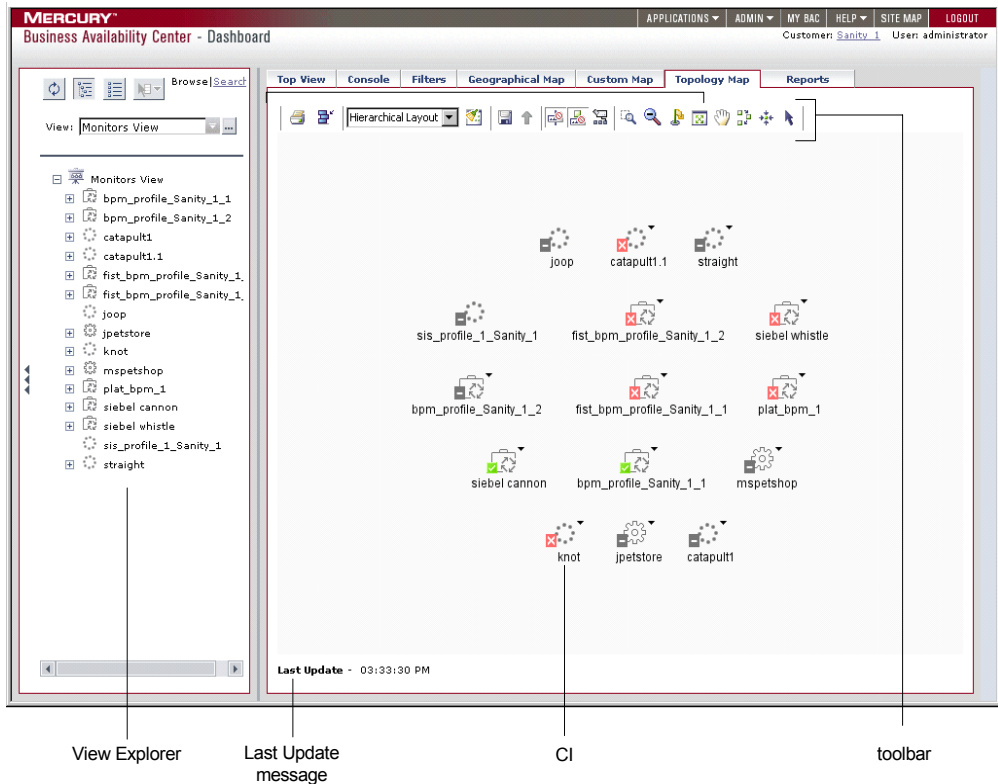 MERCURY™
APPLICATIONS ADMIN MY BAC HELP SITE MAP LOGOUT
Business Availability Center - Dashboard
Customer: Sanity_1 User: administrator
Browse Search
View: Monitors View ...
Monitors View
bpm_profile_Sanity_1_1
bpm_profile_Sanity_1_2
catapult1
catapult1.1
fist_bpm_profile_Sanity_1_
fist_bpm_profile_Sanity_1_
joop
jpetstore
knot
mspetshop
plat_bpm_1
siebel cannon
siebel whistle
sis_profile_1_Sanity_1
straight
Top View Console Filters Geographical Map Custom Map Topology Map Reports
Hierarchical Layout
joop catapult1.1 straight
sis_profile_1_Sanity_1 fist_bpm_profile_Sanity_1_2 siebel whistle
bpm_profile_Sanity_1_2 fist_bpm_profile_Sanity_1_1 plat_bpm_1
siebel cannon bpm_profile_Sanity_1_1 mspetshop
knot jpetstore catapult1
Last Update - 03:33:30 PM
View Explorer
Last Update
message
CI
toolbar